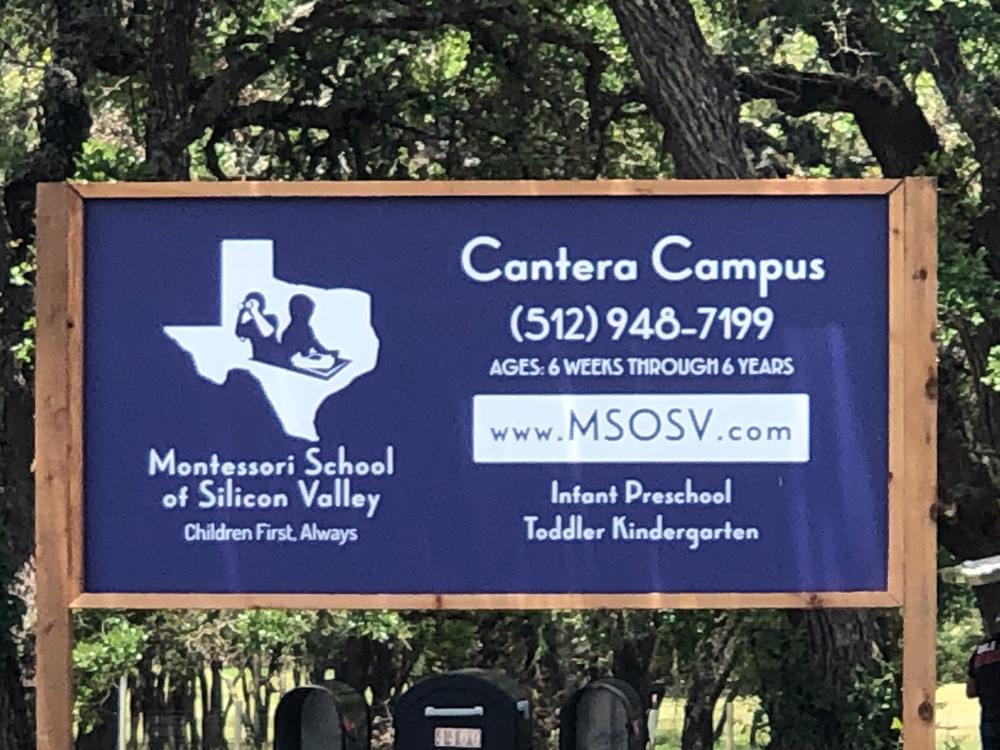 Cantera Campus
(512) 948-7199
AGES: 6 WEEKS THROUGH 6 YEARS
www.MSOSV.com
Infant Preschool
Toddler Kindergarten
Montessori School
of Silicon Valley
Children First, Always